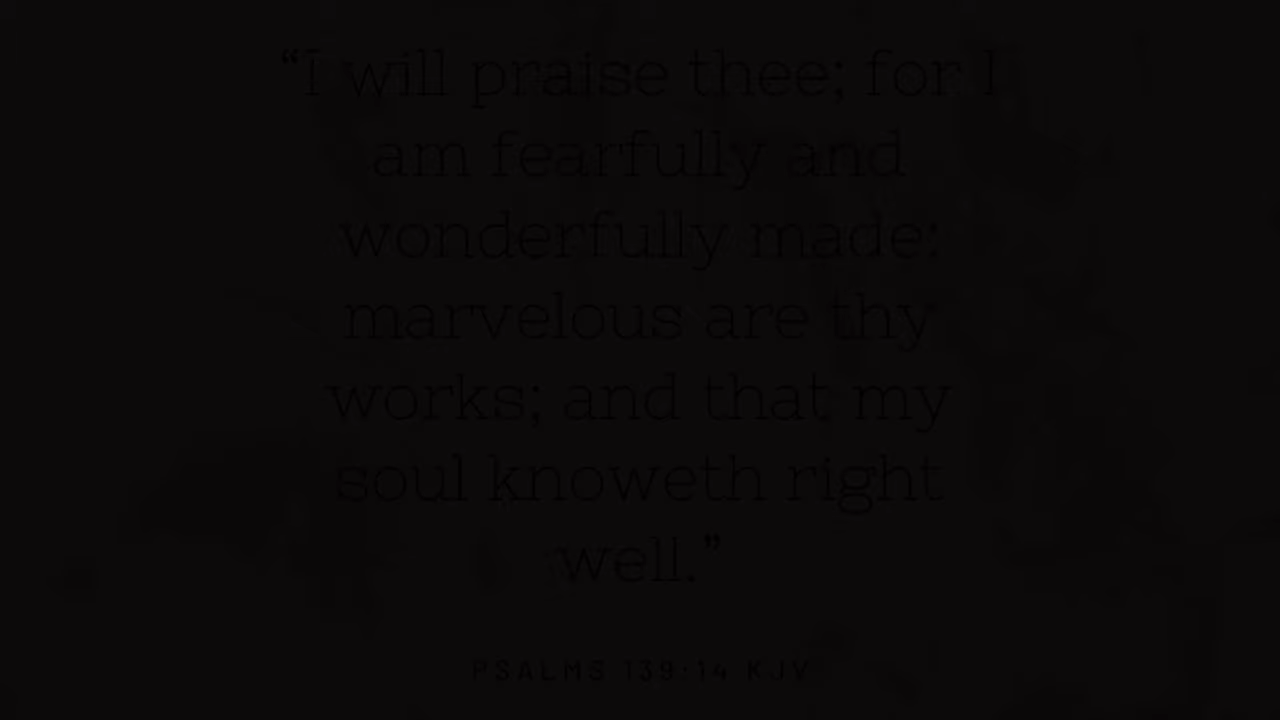 “I will praise thee; for I
am fearfully and
wonderfully made:
marvelous are thy
works; and that my
soul knoweth right
well.”
PSALMS 139:14 KJV